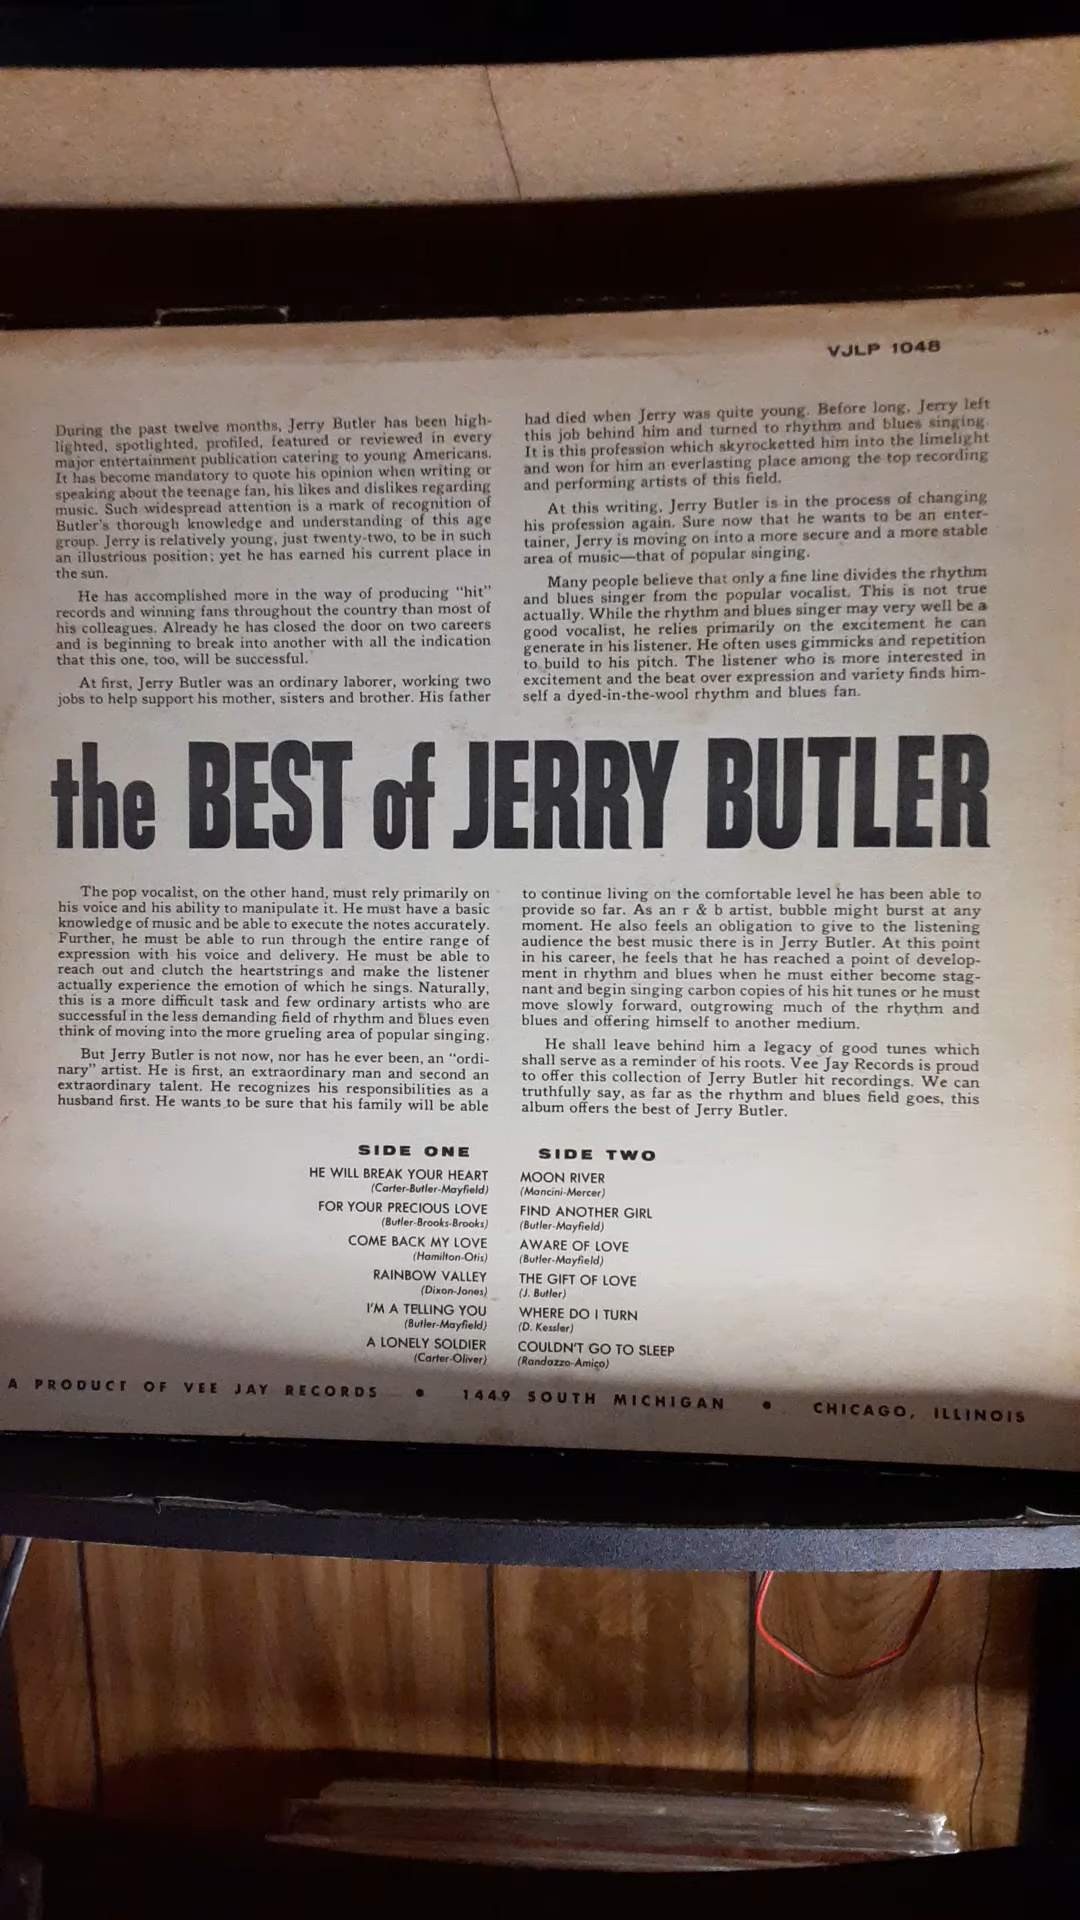 VJLP 1048
During the past twelve months, Jerry Butler has been high-
lighted, spotlighted, profiled, featured or reviewed in every
major entertainment publication catering to young Americans.
It has become mandatory to quote his opinion when writing or
speaking about the teenage fan, his likes and dislikes regarding
music. Such widespread attention is a mark of recognition of
Butler's thorough knowledge and understanding of this age
group. Jerry is relatively young, just twenty-two, to be in such
an illustrious position; yet he has earned his current place in
the sun.
He has accomplished more in the way of producing "hit"
records and winning fans throughout the country than most of
his colleagues. Already he has closed the door on two careers
and is beginning to break into another with all the indication
that this one, too, will be successful.
At first, Jerry Butler was an ordinary laborer, working two
jobs to help support his mother, sisters and brother. His father
had died when Jerry was quite young. Before long, Jerry left
this job behind him and turned to rhythm and blues singing.
It is this profession which skyrocketted him into the limelight
and won for him an everlasting place among the top recording
and performing artists of this field.
At this writing, Jerry Butler is in the process of changing
his profession again. Sure now that he wants to be an enter-
tainer, Jerry is moving on into a more secure and a more stable
area of music—that of popular singing.
Many people believe that only a fine line divides the rhythm
and blues singer from the popular vocalist. This is not true
actually. While the rhythm and blues singer may very well be a
good vocalist, he relies primarily on the excitement he can
generate in his listener. He often uses gimmicks and repetition
to build to his pitch. The listener who is more interested in
excitement and the beat over expression and variety finds him-
self a dyed-in-the-wool rhythm and blues fan.
the BEST of JERRY BUTLER
The pop vocalist, on the other hand, must rely primarily on
his voice and his ability to manipulate it. He must have a basic
knowledge of music and be able to execute the notes accurately.
Further, he must be able to run through the entire range of
expression with his voice and delivery. He must be able to
reach out and clutch the heartstrings and make the listener
actually experience the emotion of which he sings. Naturally,
this is a more difficult task and few ordinary artists who are
successful in the less demanding field of rhythm and blues even
think of moving into the more grueling area of popular singing.
But Jerry Butler is not now, nor has he ever been, an "ordi-
nary" artist. He is first, an extraordinary man and second an
extraordinary talent. He recognizes his responsibilities as a
husband first. He wants to be sure that his family will be able
to continue living on the comfortable level he has been able to
provide so far. As an r & b artist, bubble might burst at any
moment. He also feels an obligation to give to the listening
audience the best music there is in Jerry Butler. At this point
in his career, he feels that he has reached a point of develop-
ment in rhythm and blues when he must either become stag-
nant and begin singing carbon copies of his hit tunes or he must
move slowly forward, outgrowing much of the rhythm and
blues and offering himself to another medium.
He shall leave behind him a legacy of good tunes which
shall serve as a reminder of his roots. Vee Jay Records is proud
to offer this collection of Jerry Butler hit recordings. We can
truthfully say, as far as the rhythm and blues field goes, this
album offers the best of Jerry Butler.
SIDE ONE
HE WILL BREAK YOUR HEART
(Carter-Butler-Mayfield)
FOR YOUR PRECIOUS LOVE
(Butler-Brooks-Brooks)
COME BACK MY LOVE
(Hamilton-Otis)
RAINBOW VALLEY
(Dixon-Jones)
I'M A TELLING YOU
(Butler-Mayfield)
A LONELY SOLDIER
(Carter-Oliver)
SIDE TWO
MOON RIVER
(Mancini-Mercer)
FIND ANOTHER GIRL
(Butler-Mayfield)
AWARE OF LOVE
(Butler-Mayfield)
THE GIFT OF LOVE
(J. Butler)
WHERE DO I TURN
(D. Kessler)
COULDN'T GO TO SLEEP
(Randazzo-Amico)
A PRODUCT OF VEE JAY RECORDS • 1449 SOUTH MICHIGAN • CHICAGO, ILLINOIS